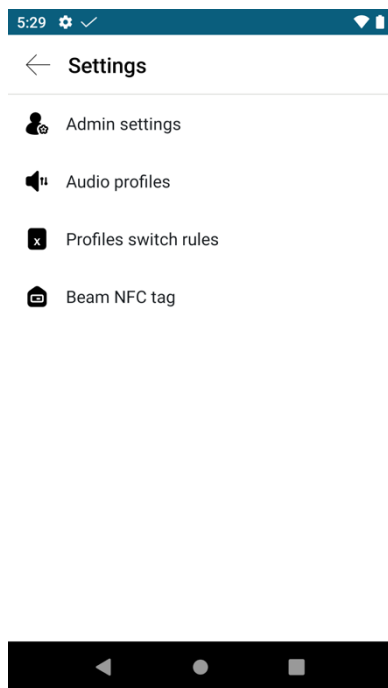 5:29
Settings
Admin settings
Audio profiles
x
Profiles switch rules
Beam NFC tag